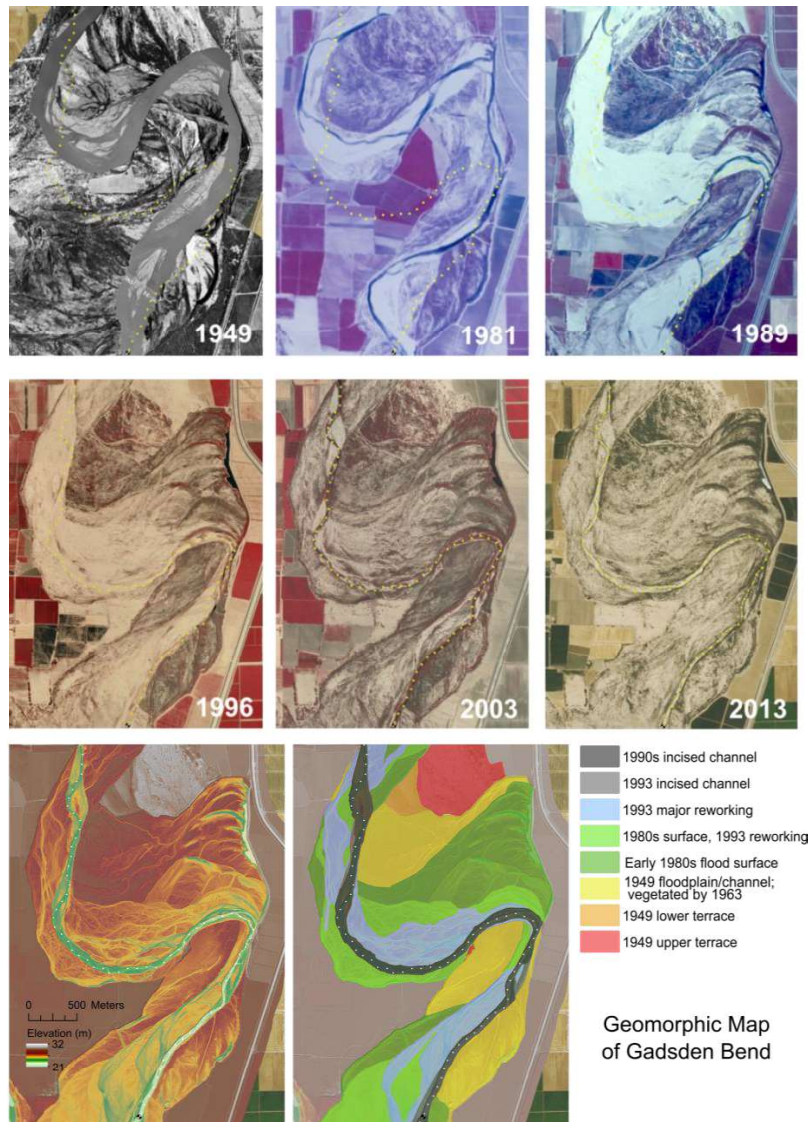 1949
1981
1989
1996
2003
2013
0 500 Meters
Elevation (m)
32
21
1990s incised channel
1993 incised channel
1993 major reworking
1980s surface, 1993 reworking
Early 1980s flood surface
1949 floodplain/channel;
vegetated by 1963
1949 lower terrace
1949 upper terrace
Geomorphic Map
of Gadsden Bend